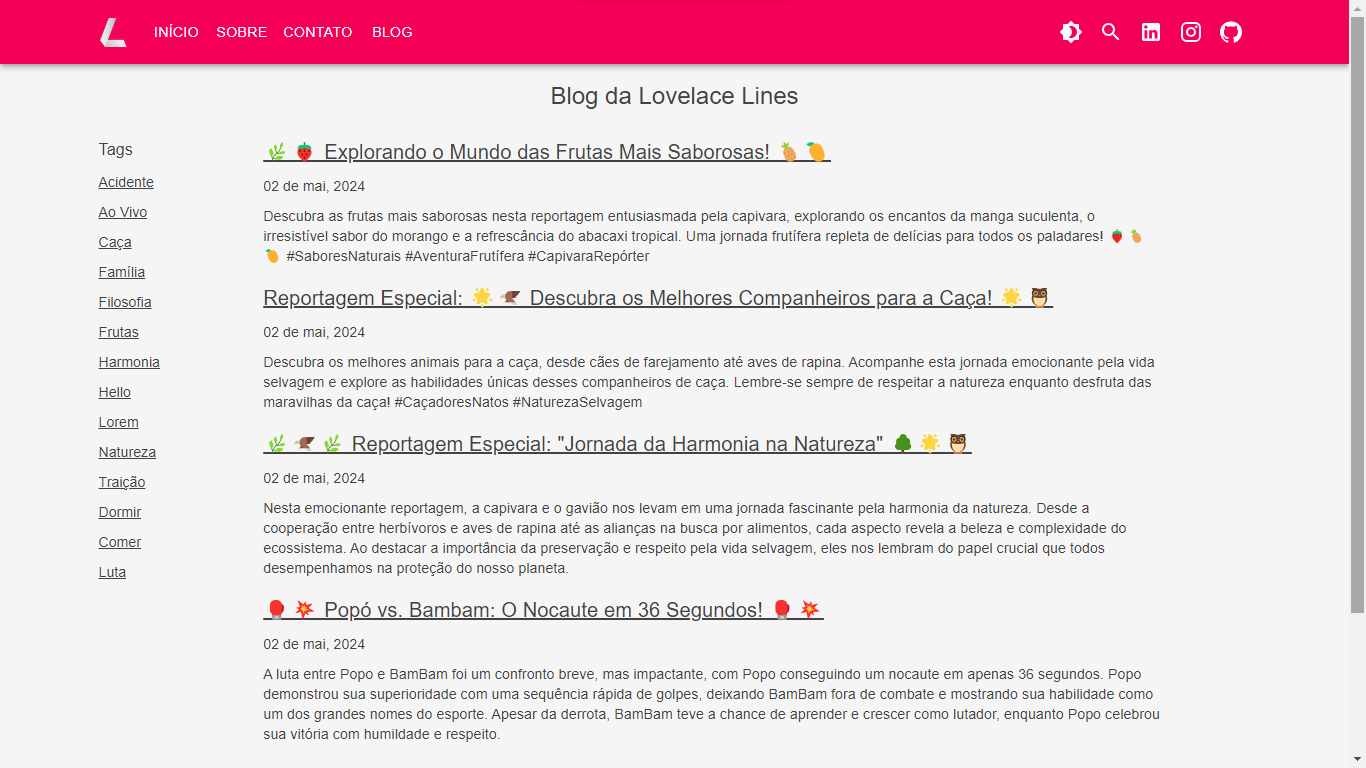 INÍCIO SOBRE CONTATO BLOG
Blog da Lovelace Lines
Tags
Acidente
Ao Vivo
Caça
Família
Filosofia
Frutas
Harmonia
Hello
Lorem
Natureza
Traição
Dormir
Comer
Luta
🌿 🍓 Explorando o Mundo das Frutas Mais Saborosas! 🍍 🥭
02 de mai, 2024
Descubra as frutas mais saborosas nesta reportagem entusiasmada pela capivara, explorando os encantos da manga suculenta, o
irresistível sabor do morango e a refrescância do abacaxi tropical. Uma jornada frutífera repleta de delícias para todos os paladares! 🍓 🍍
🥭 #SaboresNaturais #AventuraFrutífera #CapivaraRepórter
Reportagem Especial: 🌟 🦅 Descubra os Melhores Companheiros para a Caça! 🌟 🦉
02 de mai, 2024
Descubra os melhores animais para a caça, desde cães de farejamento até aves de rapina. Acompanhe esta jornada emocionante pela vida
selvagem e explore as habilidades únicas desses companheiros de caça. Lembre-se sempre de respeitar a natureza enquanto desfruta das
maravilhas da caça! #CaçadoresNatos #NaturezaSelvagem
🌿 🦅 🌿 Reportagem Especial: "Jornada da Harmonia na Natureza" 🌳 🌟 🦉
02 de mai, 2024
Nesta emocionante reportagem, a capivara e o gavião nos levam em uma jornada fascinante pela harmonia da natureza. Desde a
cooperação entre herbívoros e aves de rapina até as alianças na busca por alimentos, cada aspecto revela a beleza e complexidade do
ecossistema. Ao destacar a importância da preservação e respeito pela vida selvagem, eles nos lembram do papel crucial que todos
desempenhamos na proteção do nosso planeta.
🥊 💥 Popó vs. Bambam: O Nocaute em 36 Segundos! 🥊 💥
02 de mai, 2024
A luta entre Popo e BamBam foi um confronto breve, mas impactante, com Popo conseguindo um nocaute em apenas 36 segundos. Popo
demonstrou sua superioridade com uma sequência rápida de golpes, deixando BamBam fora de combate e mostrando sua habilidade como
um dos grandes nomes do esporte. Apesar da derrota, BamBam teve a chance de aprender e crescer como lutador, enquanto Popo celebrou
sua vitória com humildade e respeito.